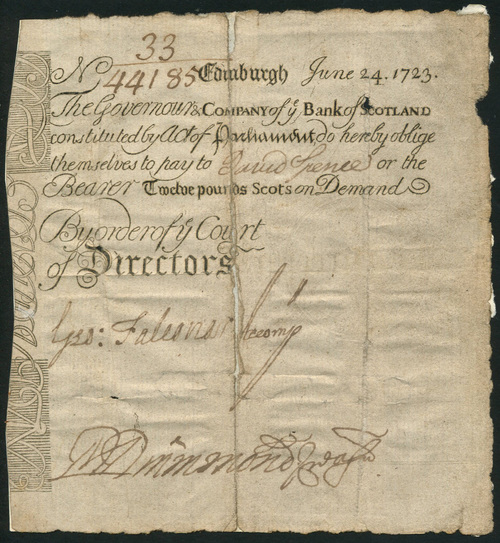 33
No 44185 Edinburgh June 24. 1723.
The Governour & COMPANY of ye Bank of SCOTLAND
constituted by Act of Parliament do hereby oblige
themselves to pay to David Spence or the
Bearer Twelve pounds Scots on Demand
By order of ye Court
of Directors
Geo: Falconar Accomp
Drummond